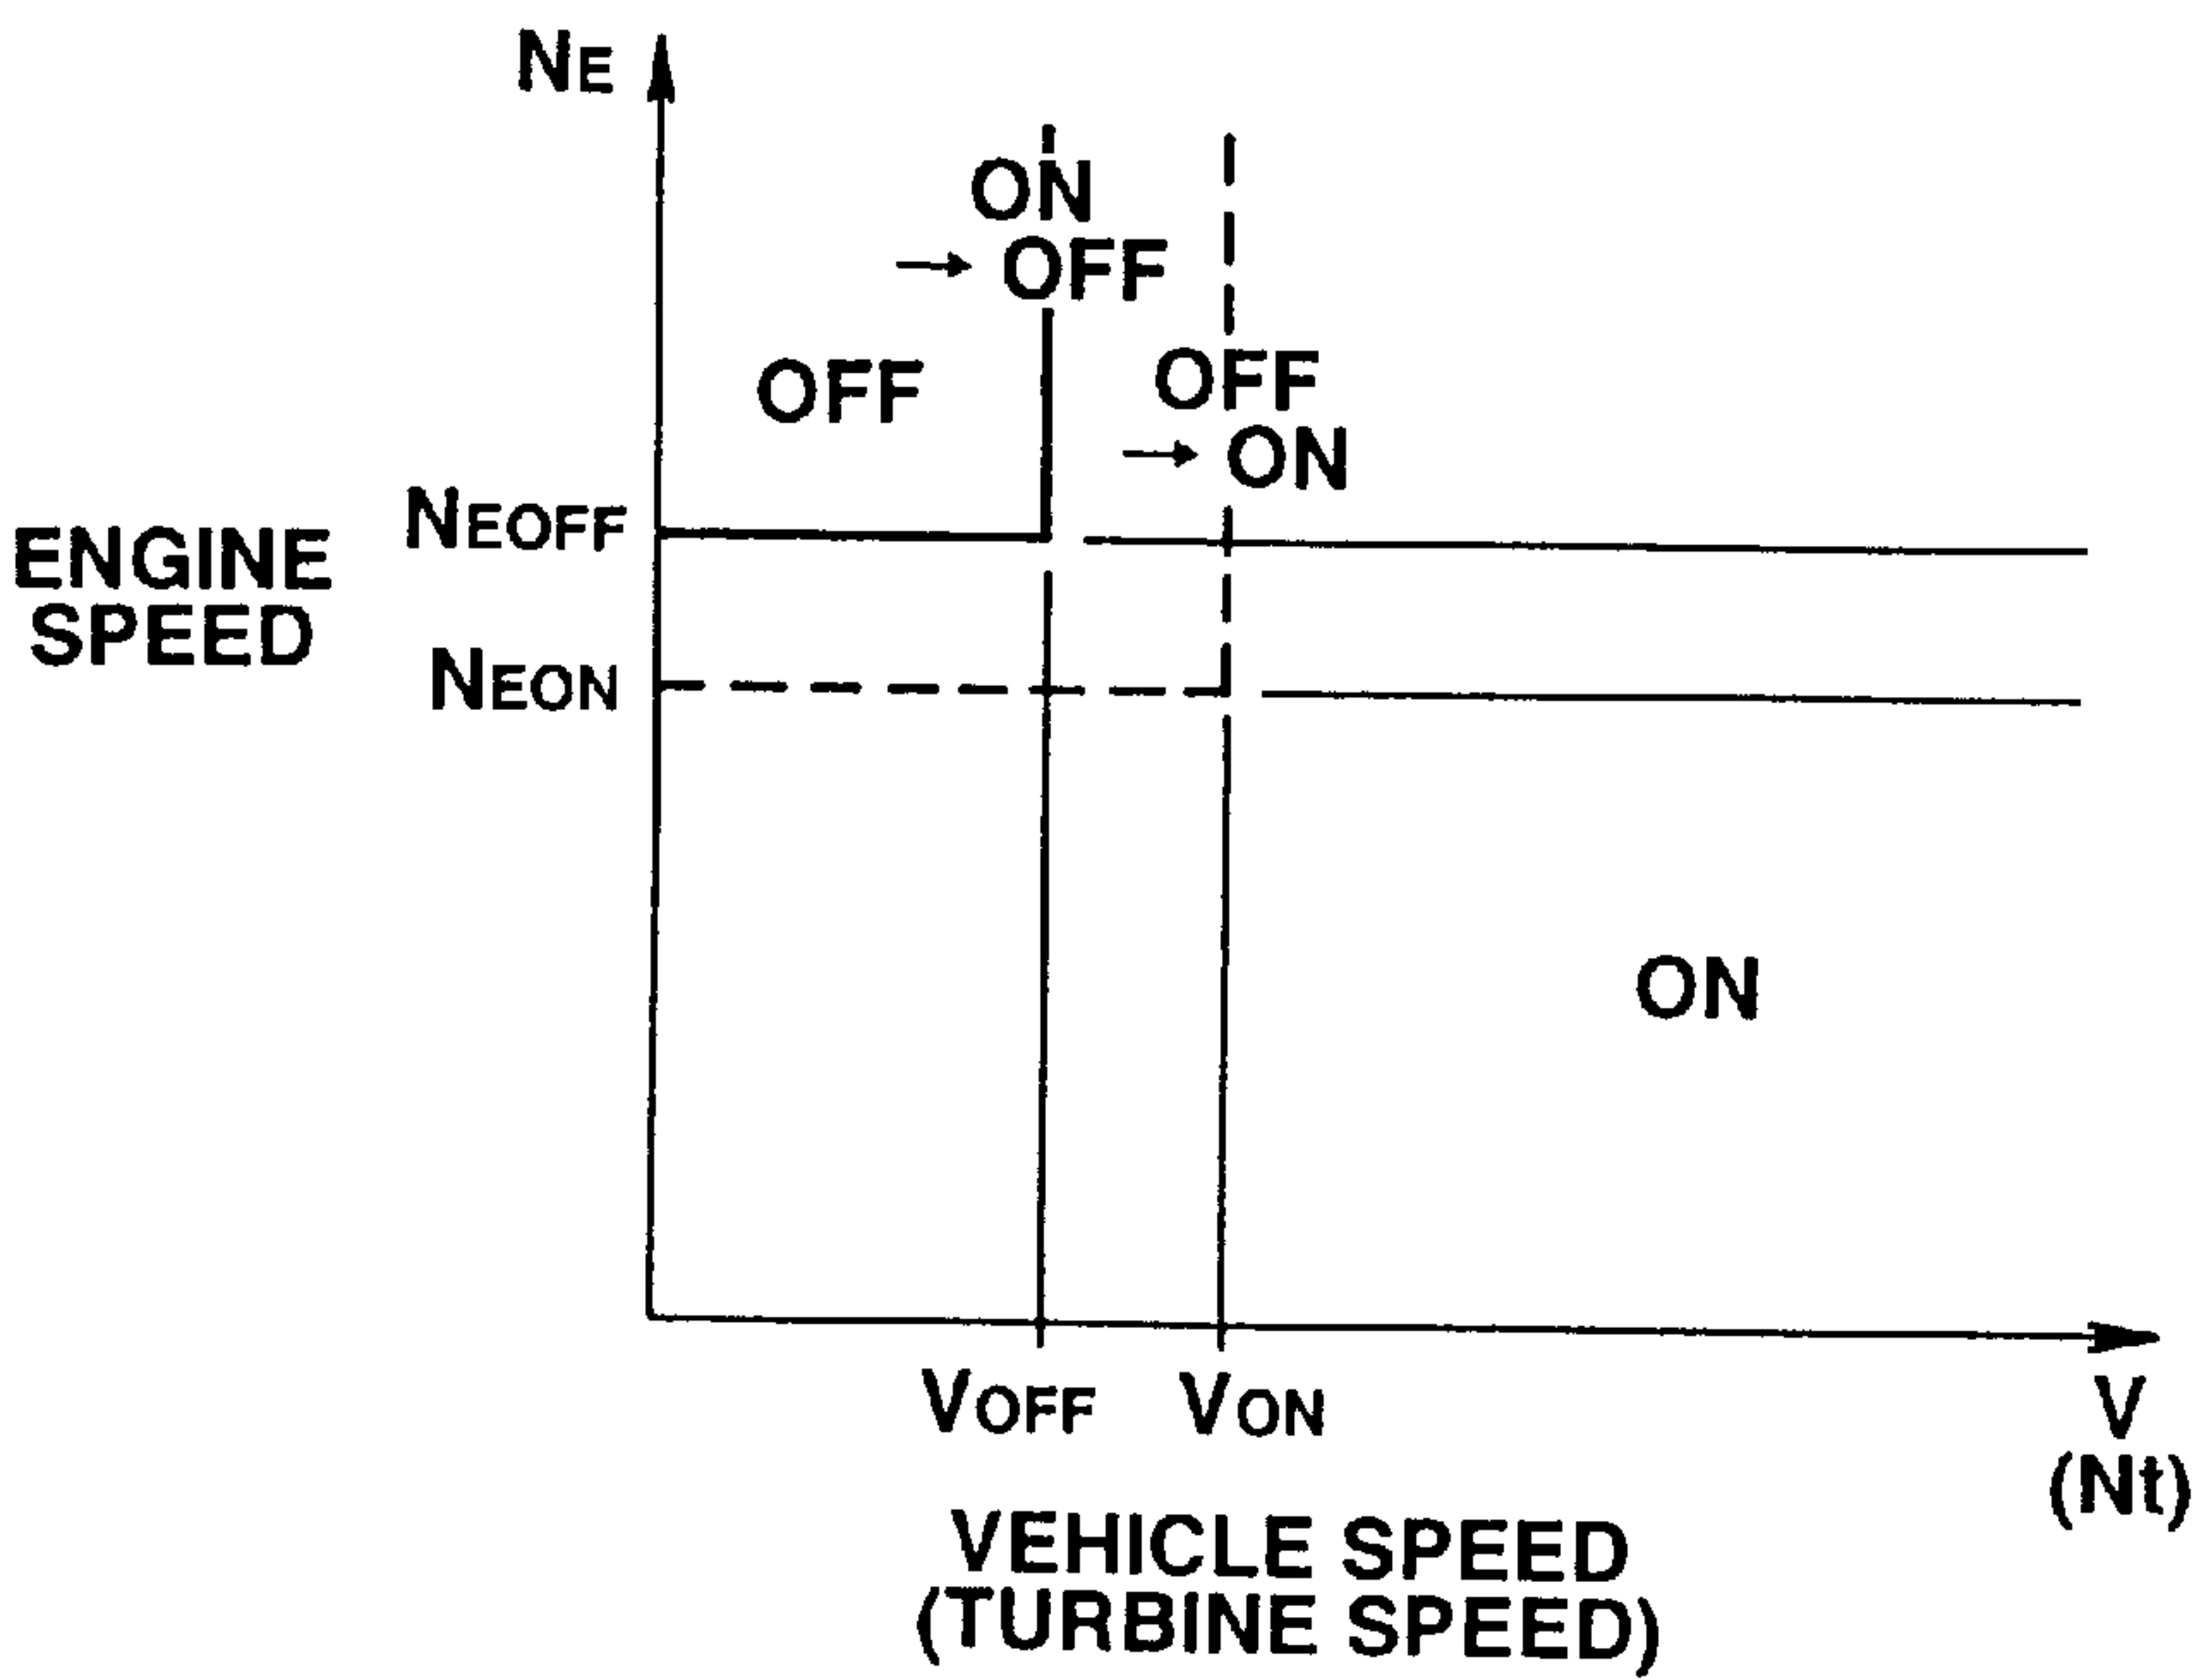 NE
ON
→ OFF
OFF
OFF
→ ON
NEOFF
ENGINE
SPEED
NEON
ON
VOFF
VON
V
(Nt)
VEHICLE SPEED
(TURBINE SPEED)